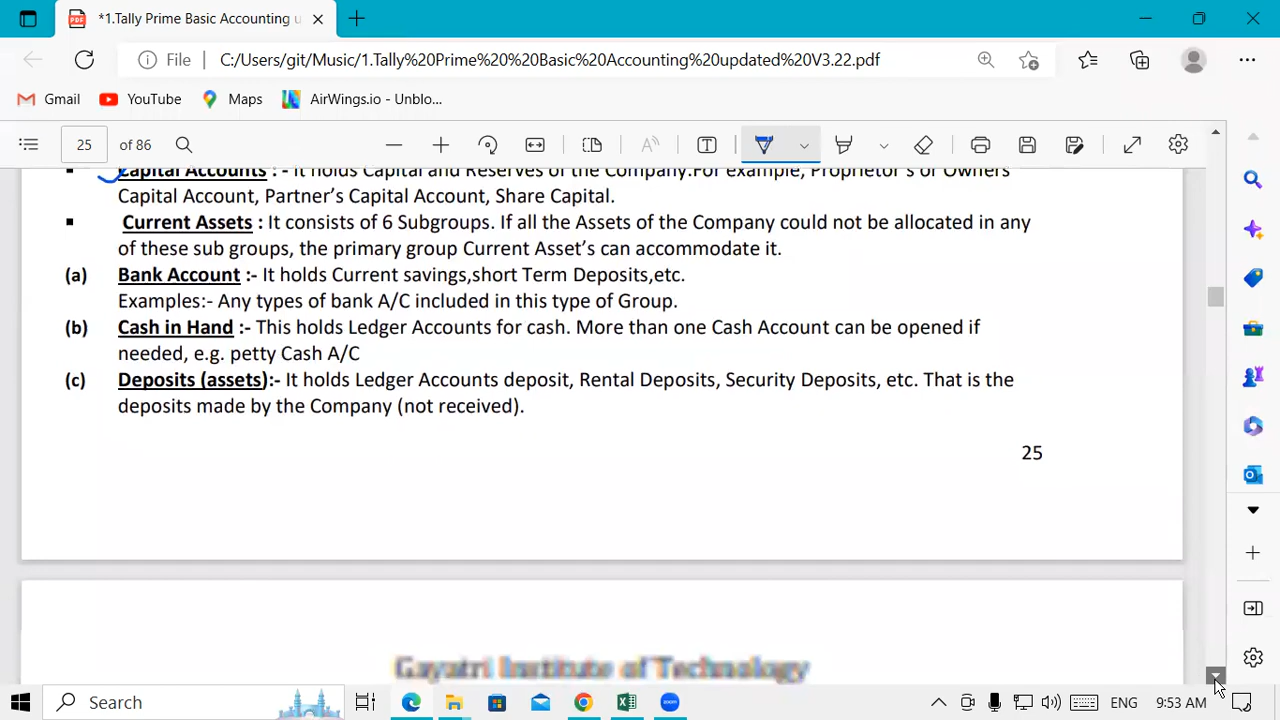 *1.Tally Prime Basic Accounting u
File
C:/Users/git/Music/1.Tally%20Prime%20%20Basic%20Accounting%20updated%20V3.22.pdf
Gmail
YouTube
Maps
AirWings.io - Unblo...
25 of 86
Capital Accounts : - It holds Capital and Reserves of the Company.For example, Proprietor's or Owners
Capital Account, Partner's Capital Account, Share Capital.
Current Assets : It consists of 6 Subgroups. If all the Assets of the Company could not be allocated in any
of these sub groups, the primary group Current Asset's can accommodate it.
(a) Bank Account :- It holds Current savings,short Term Deposits,etc.
Examples:- Any types of bank A/C included in this type of Group.
(b) Cash in Hand :- This holds Ledger Accounts for cash. More than one Cash Account can be opened if
needed, e.g. petty Cash A/C
(c) Deposits (assets):- It holds Ledger Accounts deposit, Rental Deposits, Security Deposits, etc. That is the
deposits made by the Company (not received).
25
Gayatri Institute of Technology
Search
ENG
9:53 AM